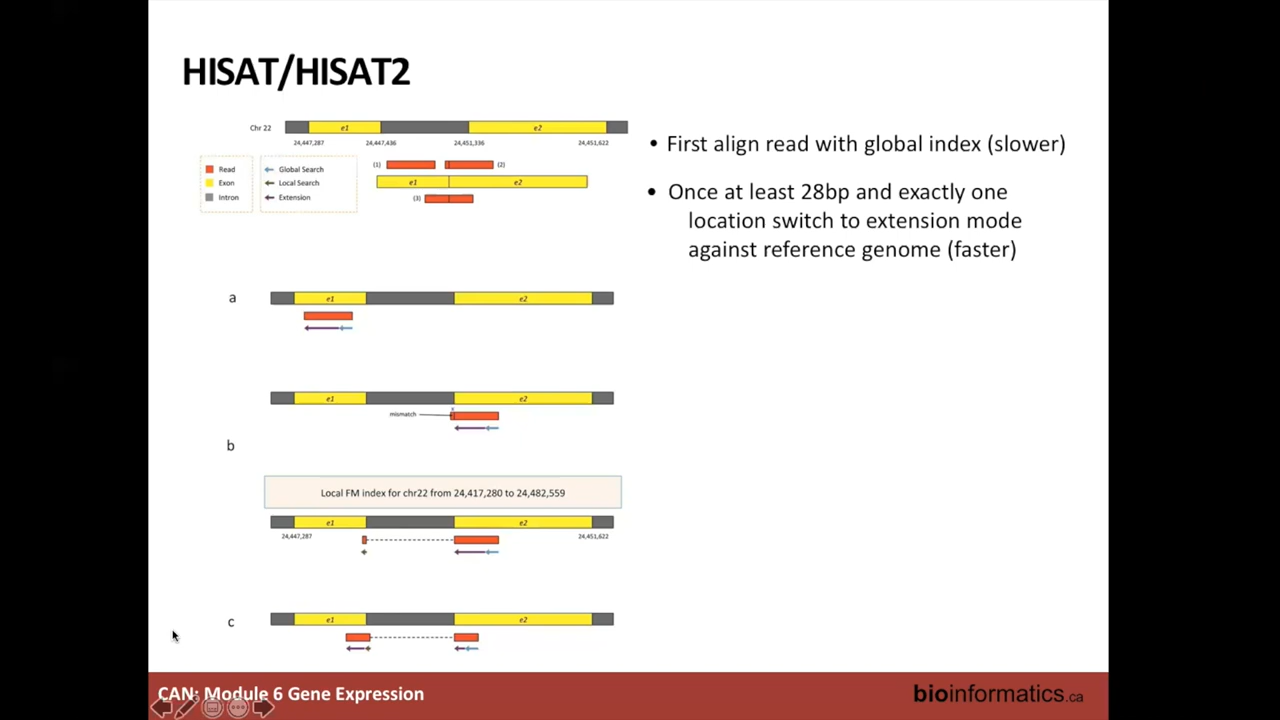 HISAT/HISAT2
Chr 22
e1
e2
24,447,287
24,447,436
24,451,336
24,451,622
Read
Exon
Intron
Global Search
Local Search
Extension
(1)
(2)
e1
e2
(3)
• First align read with global index (slower)
• Once at least 28bp and exactly one
location switch to extension mode
against reference genome (faster)
a
e1
e2
e1
e2
x
mismatch
b
Local FM index for chr22 from 24,417,280 to 24,482,559
e1
e2
24,447,287
24,451,622
c
e1
e2
CAN: Module 6 Gene Expression
bioinformatics.ca